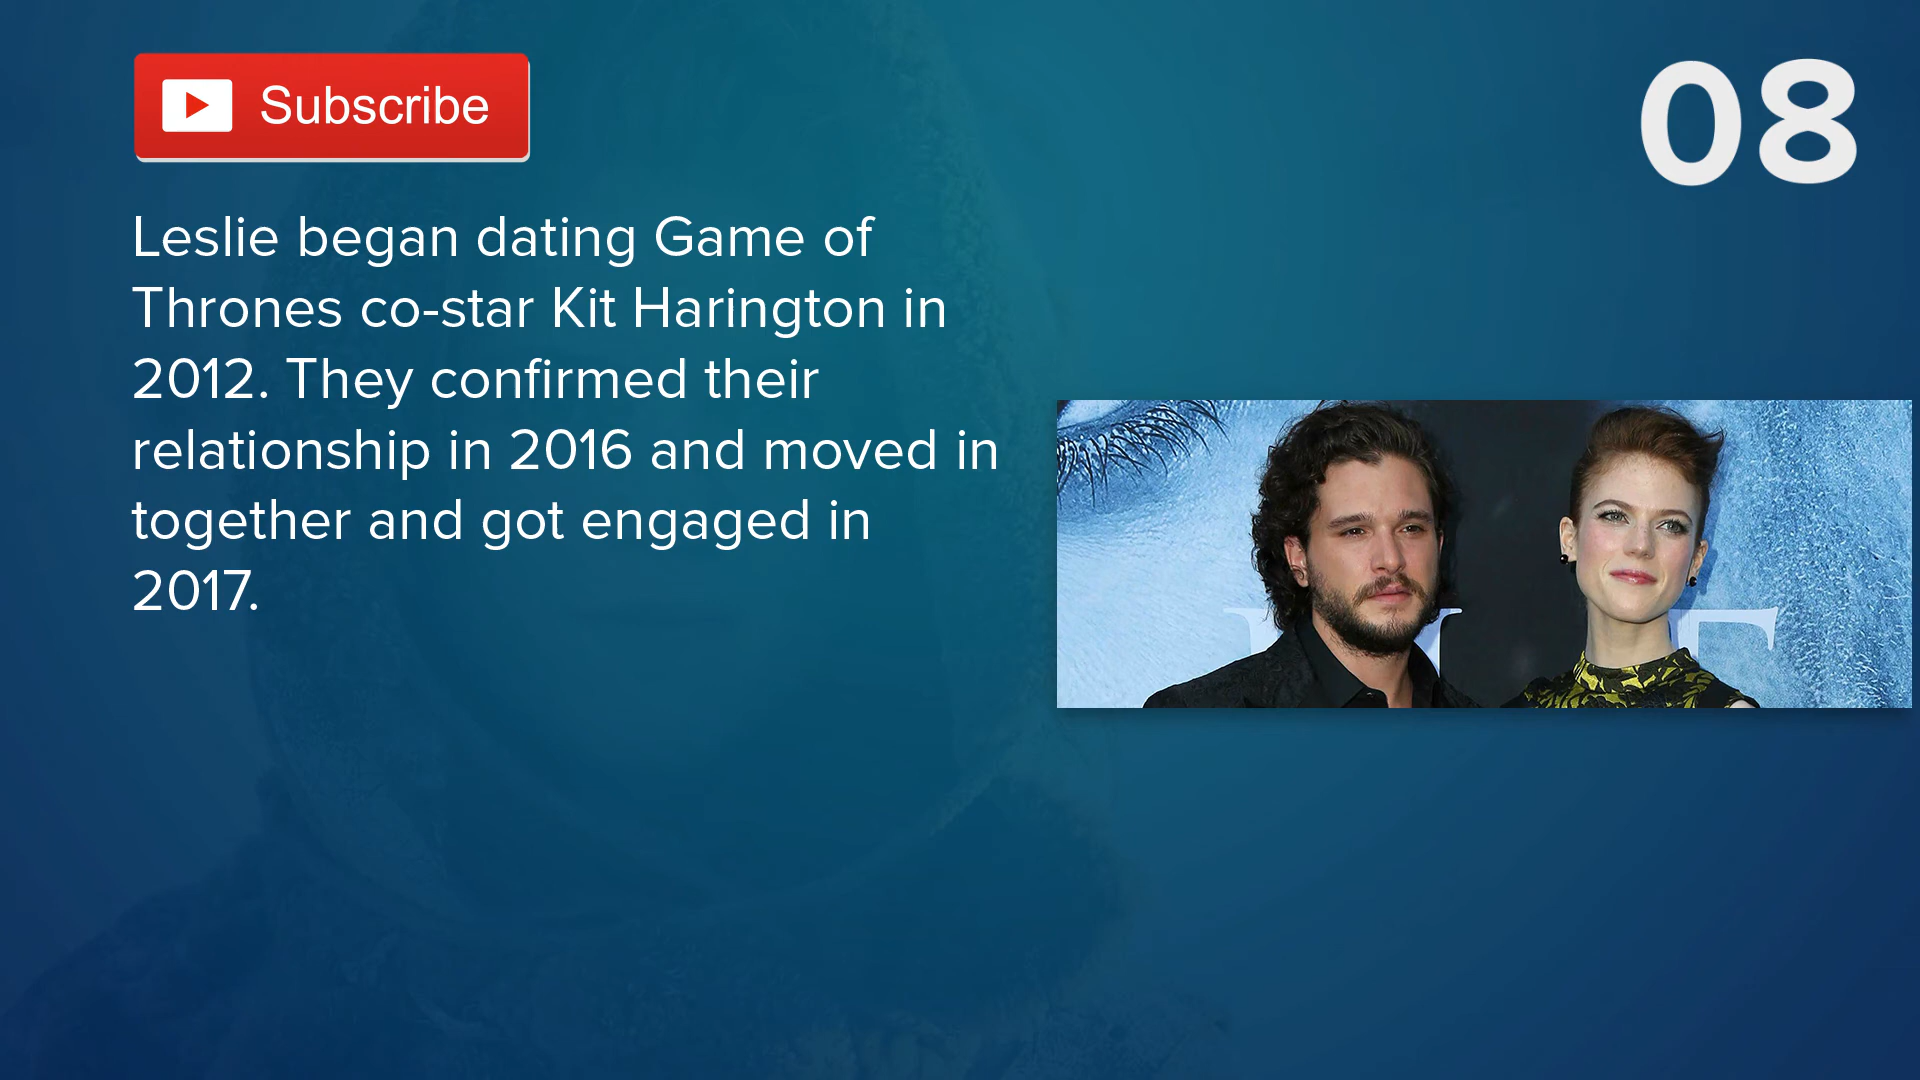 Subscribe
08
Leslie began dating Game of
Thrones co-star Kit Harington in
2012. They confirmed their
relationship in 2016 and moved in
together and got engaged in
2017.